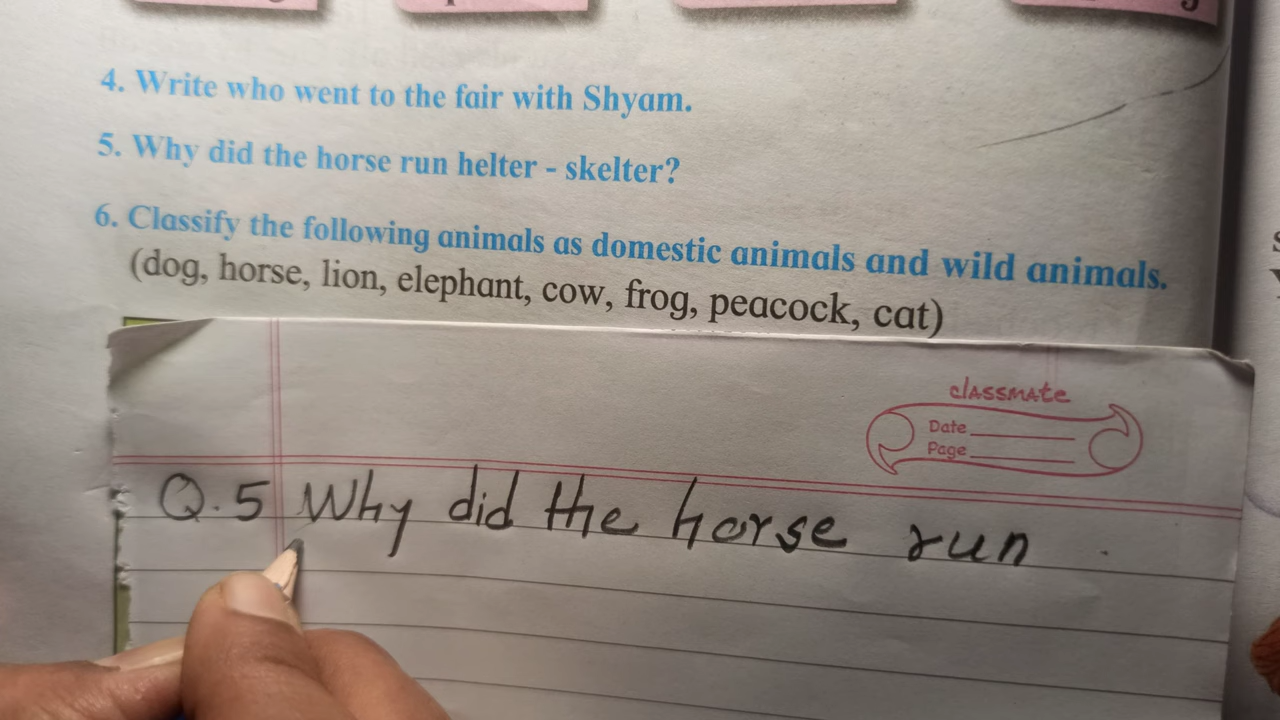 4. Write who went to the fair with Shyam.
5. Why did the horse run helter - skelter?
6. Classify the following animals as domestic animals and wild animals.
(dog, horse, lion, elephant, cow, frog, peacock, cat)
classmate
Date
Page
Q.5 Why did the horse run